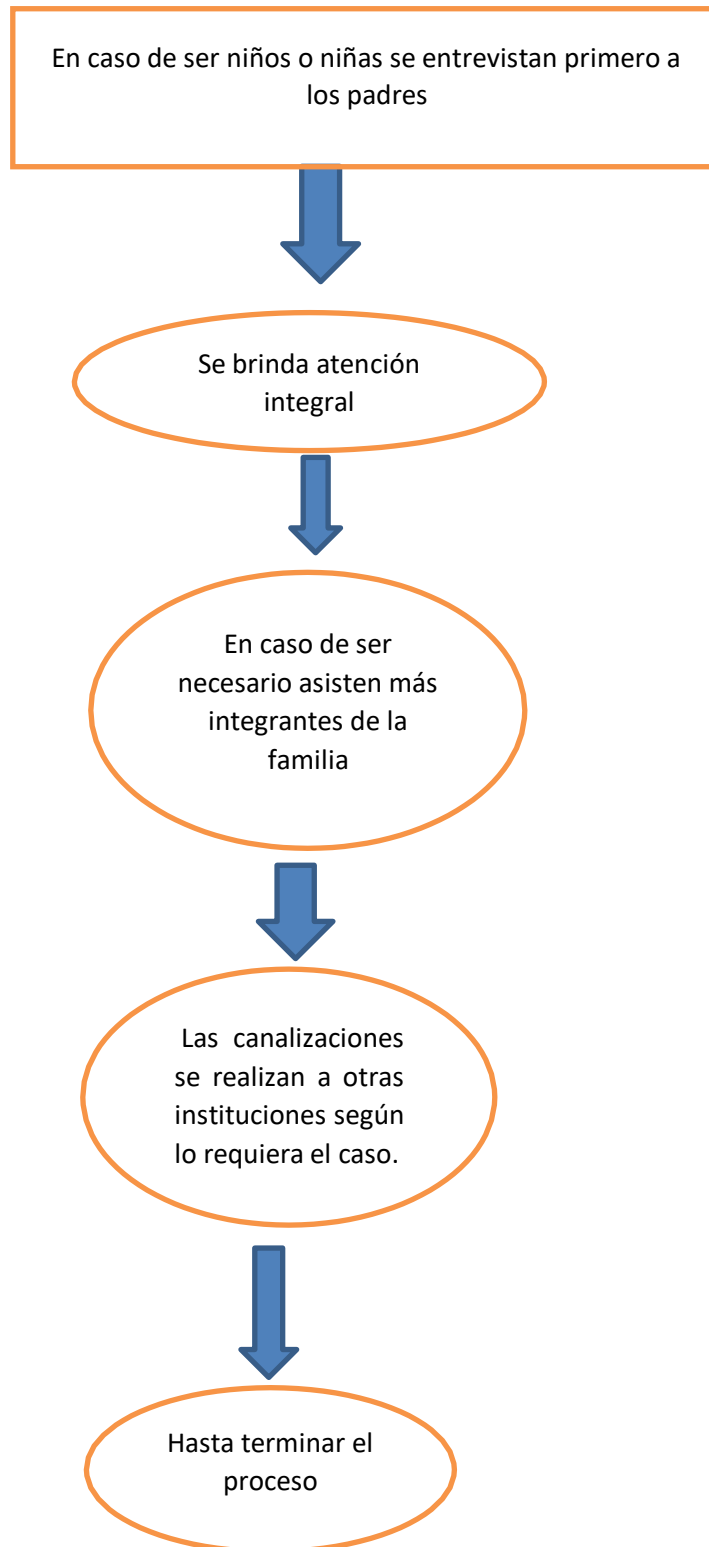 En caso de ser niños o niñas se entrevistan primero a
los padres
Se brinda atención
integral
En caso de ser
necesario asisten más
integrantes de la
familia
Las canalizaciones
se realizan a otras
instituciones según
lo requiera el caso.
Hasta terminar el
proceso